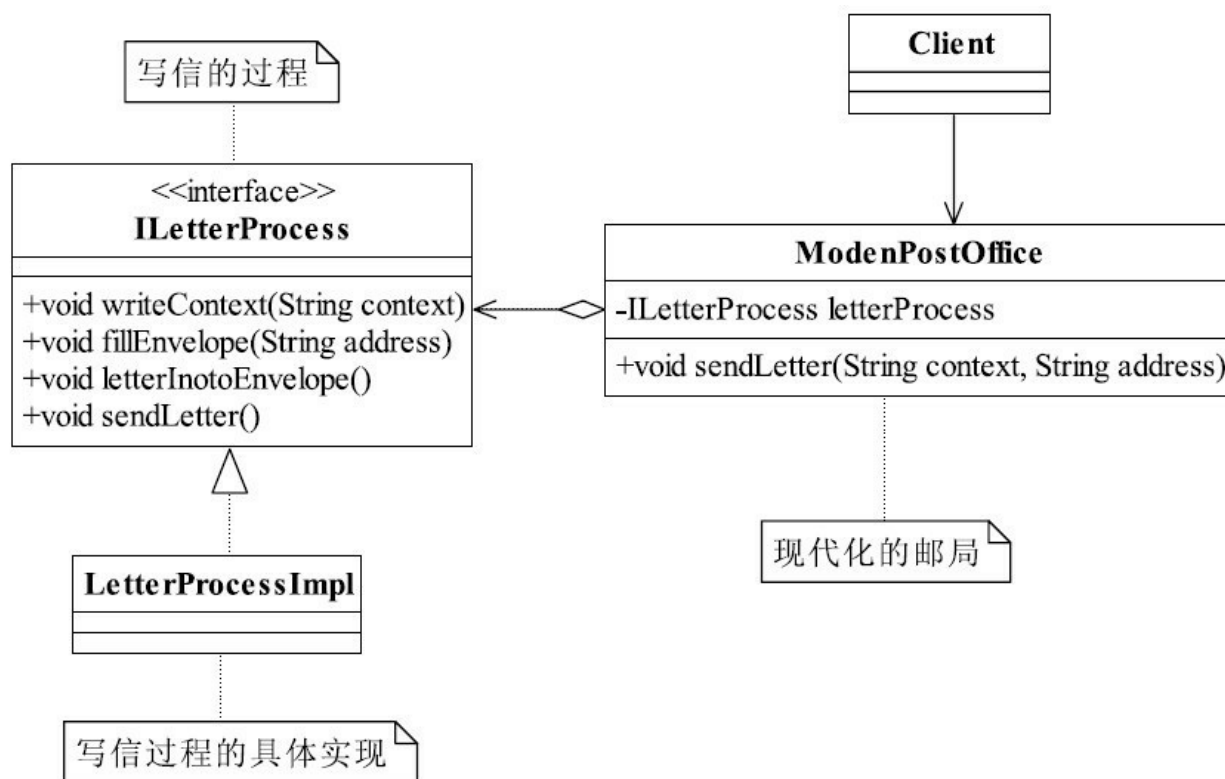 写信的过程
<<interface>>
ILetterProcess
+void writeContext(String context)
+void fillEnvelope(String address)
+void letterInotoEnvelope()
+void sendLetter()
LetterProcessImpl
写信过程的具体实现
Client
ModenPostOffice
-ILetterProcess letterProcess
+void sendLetter(String context, String address)
现代化的邮局